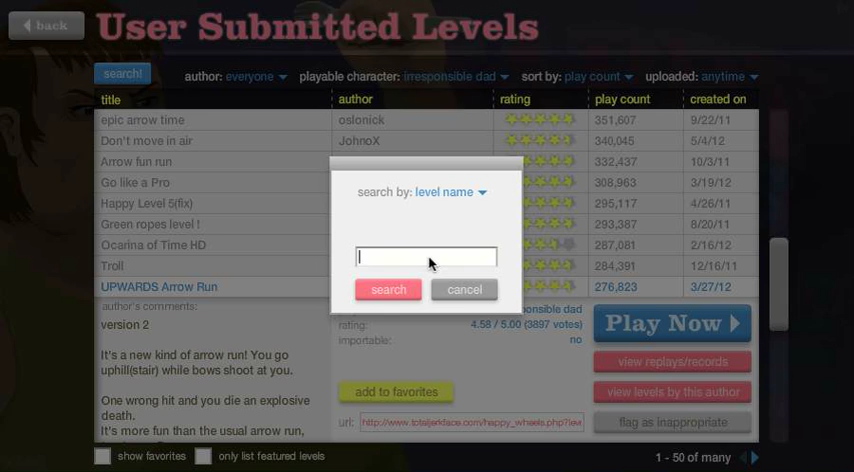 back
User Submitted Levels
search!
author: everyone playable character: irresponsible dad sort by: play count uploaded: anytime
title author rating play count created on
epic arrow time oslonick 351,607 9/22/11
Don't move in air JohnoX 340,045 5/4/12
Arrow fun run 332,437 10/3/11
Go like a Pro 308,963 3/19/12
Happy Level 5(fix) 295,117 4/26/11
Green ropes level ! 293,387 8/20/11
Ocarina of Time HD 287,081 2/16/12
Troll 284,391 12/16/11
UPWARDS Arrow Run 276,823 3/27/12
search by: level name
search cancel
author's comments:
version 2
It's a new kind of arrow run! You go
uphill(stair) while bows shoot at you.
One wrong hit and you die an explosive
death.
It's more fun than the usual arrow run,
dad
rating: 4.58 / 5.00 (3897 votes)
importable: no
add to favorites
url: http://www.totaljerkface.com/happy_wheels.php?lev
Play Now
view replays/records
view levels by this author
flag as inappropriate
show favorites only list featured levels
1 - 50 of many